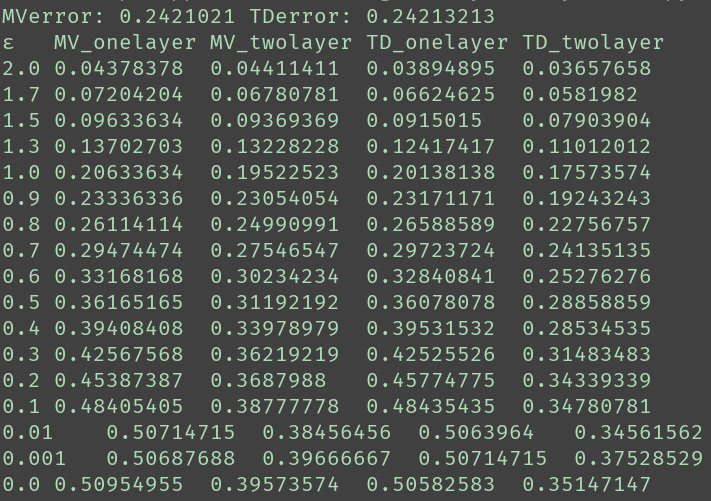 MVerror: 0.2421021 TDerror: 0.24213213
ε MV_onelayer MV_twolayer TD_onelayer TD_twolayer
2.0 0.04378378 0.04411411 0.03894895 0.03657658
1.7 0.07204204 0.06780781 0.06624625 0.0581982
1.5 0.09633634 0.09369369 0.0915015 0.07903904
1.3 0.13702703 0.13228228 0.12417417 0.11012012
1.0 0.20633634 0.19522523 0.20138138 0.17573574
0.9 0.23336336 0.23054054 0.23171171 0.19243243
0.8 0.26114114 0.24990991 0.26588589 0.22756757
0.7 0.29474474 0.27546547 0.29723724 0.24135135
0.6 0.33168168 0.30234234 0.32840841 0.25276276
0.5 0.36165165 0.31192192 0.36078078 0.28858859
0.4 0.39408408 0.33978979 0.39531532 0.28534535
0.3 0.42567568 0.36219219 0.42525526 0.31483483
0.2 0.45387387 0.3687988 0.45774775 0.34339339
0.1 0.48405405 0.38777778 0.48435435 0.34780781
0.01 0.50714715 0.38456456 0.5063964 0.34561562
0.001 0.50687688 0.39666667 0.50714715 0.37528529
0.0 0.50954955 0.39573574 0.50582583 0.35147147